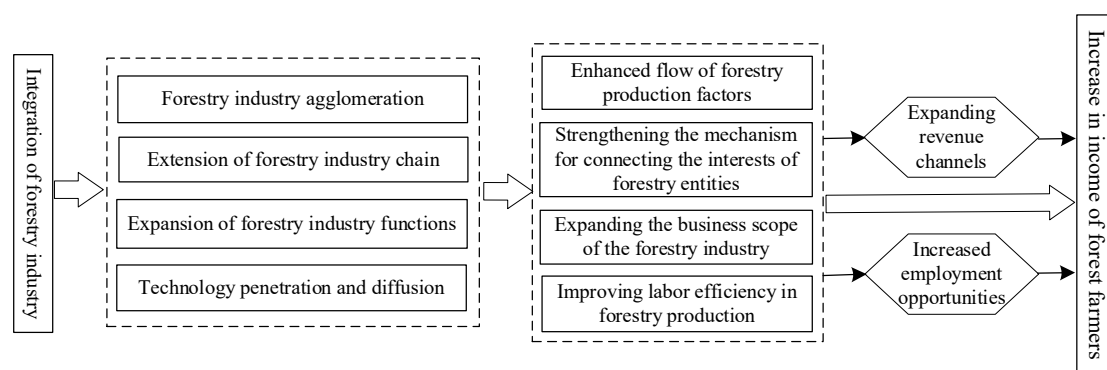 Integration of forestry industry
Forestry industry agglomeration
Extension of forestry industry chain
Expansion of forestry industry functions
Technology penetration and diffusion
Enhanced flow of forestry
production factors
Strengthening the mechanism
for connecting the interests of
forestry entities
Expanding the business scope
of the forestry industry
Improving labor efficiency in
forestry production
Expanding
revenue
channels
Increased
employment
opportunities
Increase in income of forest farmers